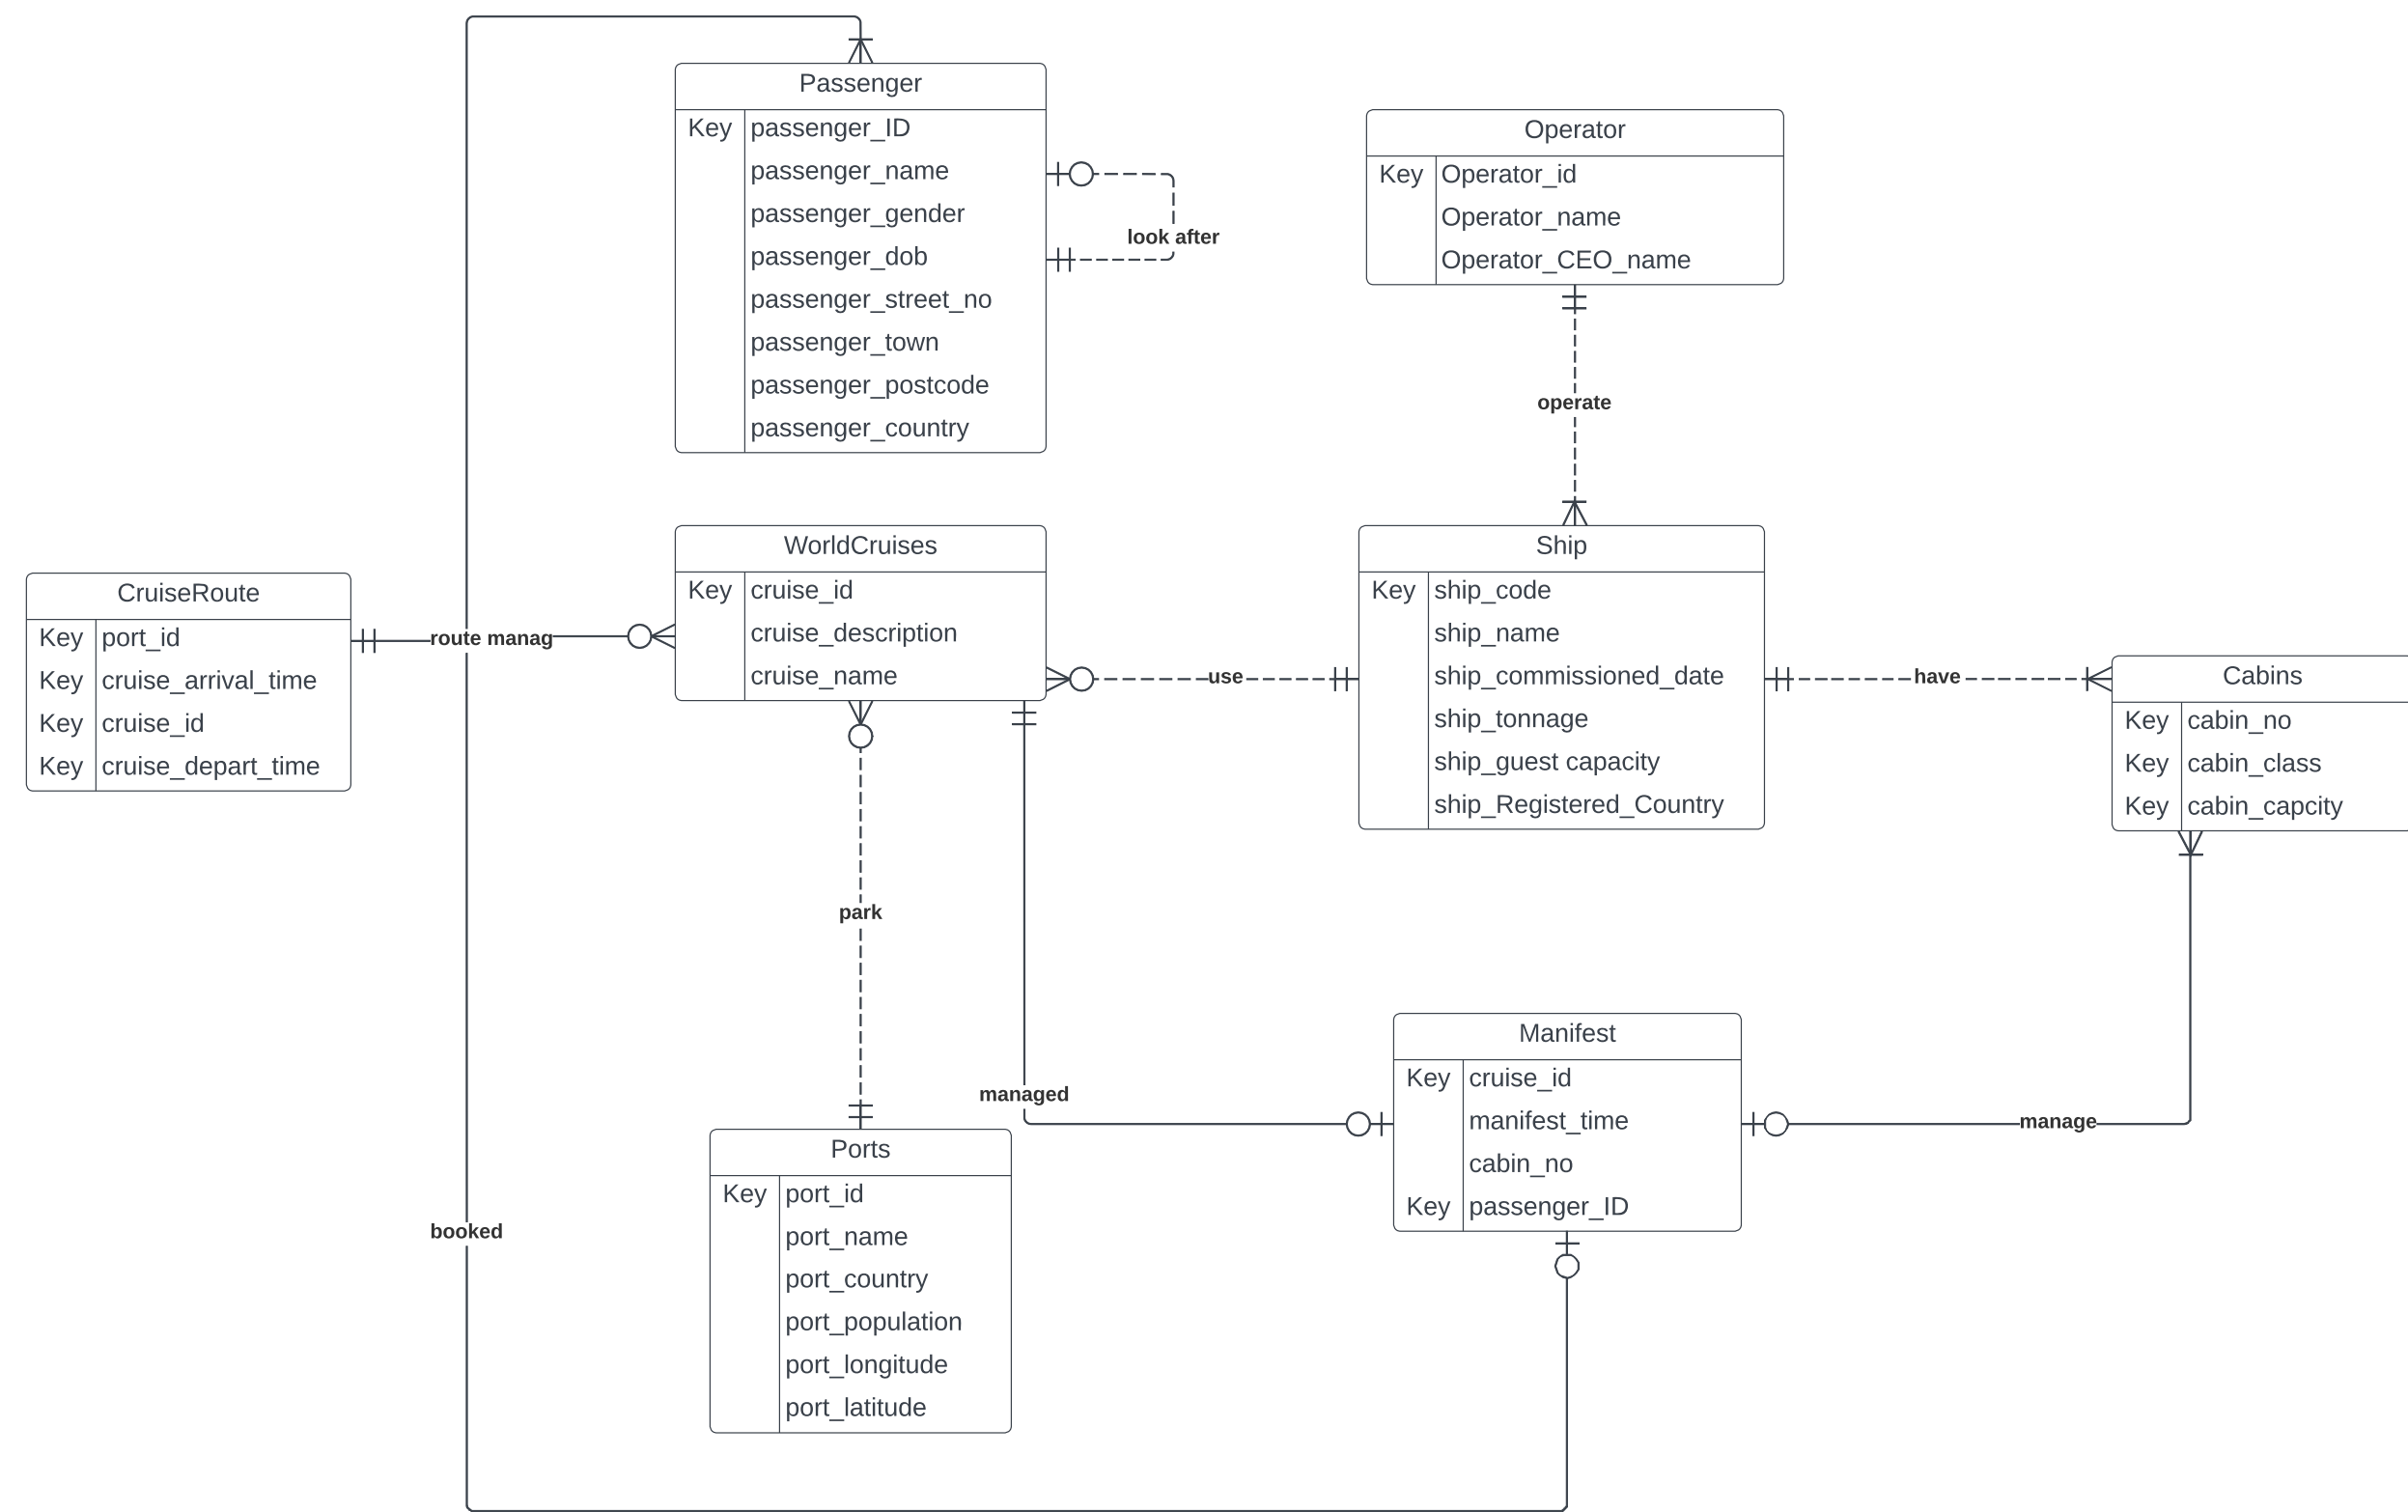 Passenger
Key passenger_ID
passenger_name
passenger_gender
passenger_dob
passenger_street_no
passenger_town
passenger_postcode
passenger_country
look after
Operator
Key Operator_id
Operator_name
Operator_CEO_name
operate
CruiseRoute
Key port_id
Key cruise_arrival_time
Key cruise_id
Key cruise_depart_time
route manag
WorldCruises
Key cruise_id
cruise_description
cruise_name
use
Ship
Key ship_code
ship_name
ship_commissioned_date
ship_tonnage
ship_guest capacity
ship_Registered_Country
have
Cabins
Key cabin_no
Key cabin_class
Key cabin_capcity
park
managed
Manifest
Key cruise_id
manifest_time
cabin_no
Key passenger_ID
manage
Ports
Key port_id
port_name
port_country
port_population
port_longitude
port_latitude
booked